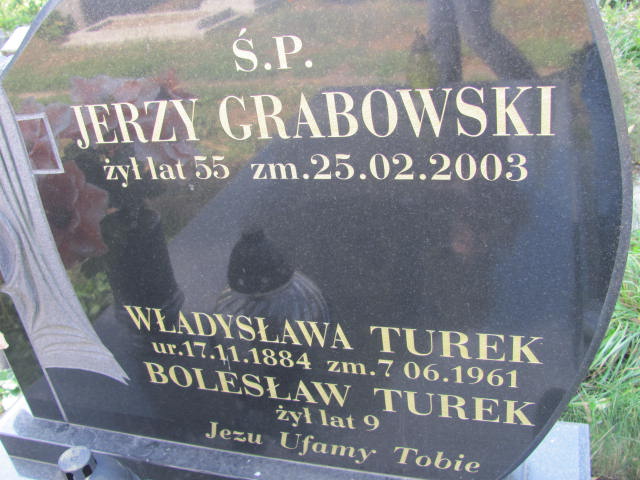 Ś.P.
JERZY GRABOWSKI
żył lat 55 zm.25.02.2003
WŁADYSŁAWA TUREK
ur.17.11.1884 zm.7 06.1961
BOLESŁAW TUREK
żył lat 9
Jezu Ufamy Tobie